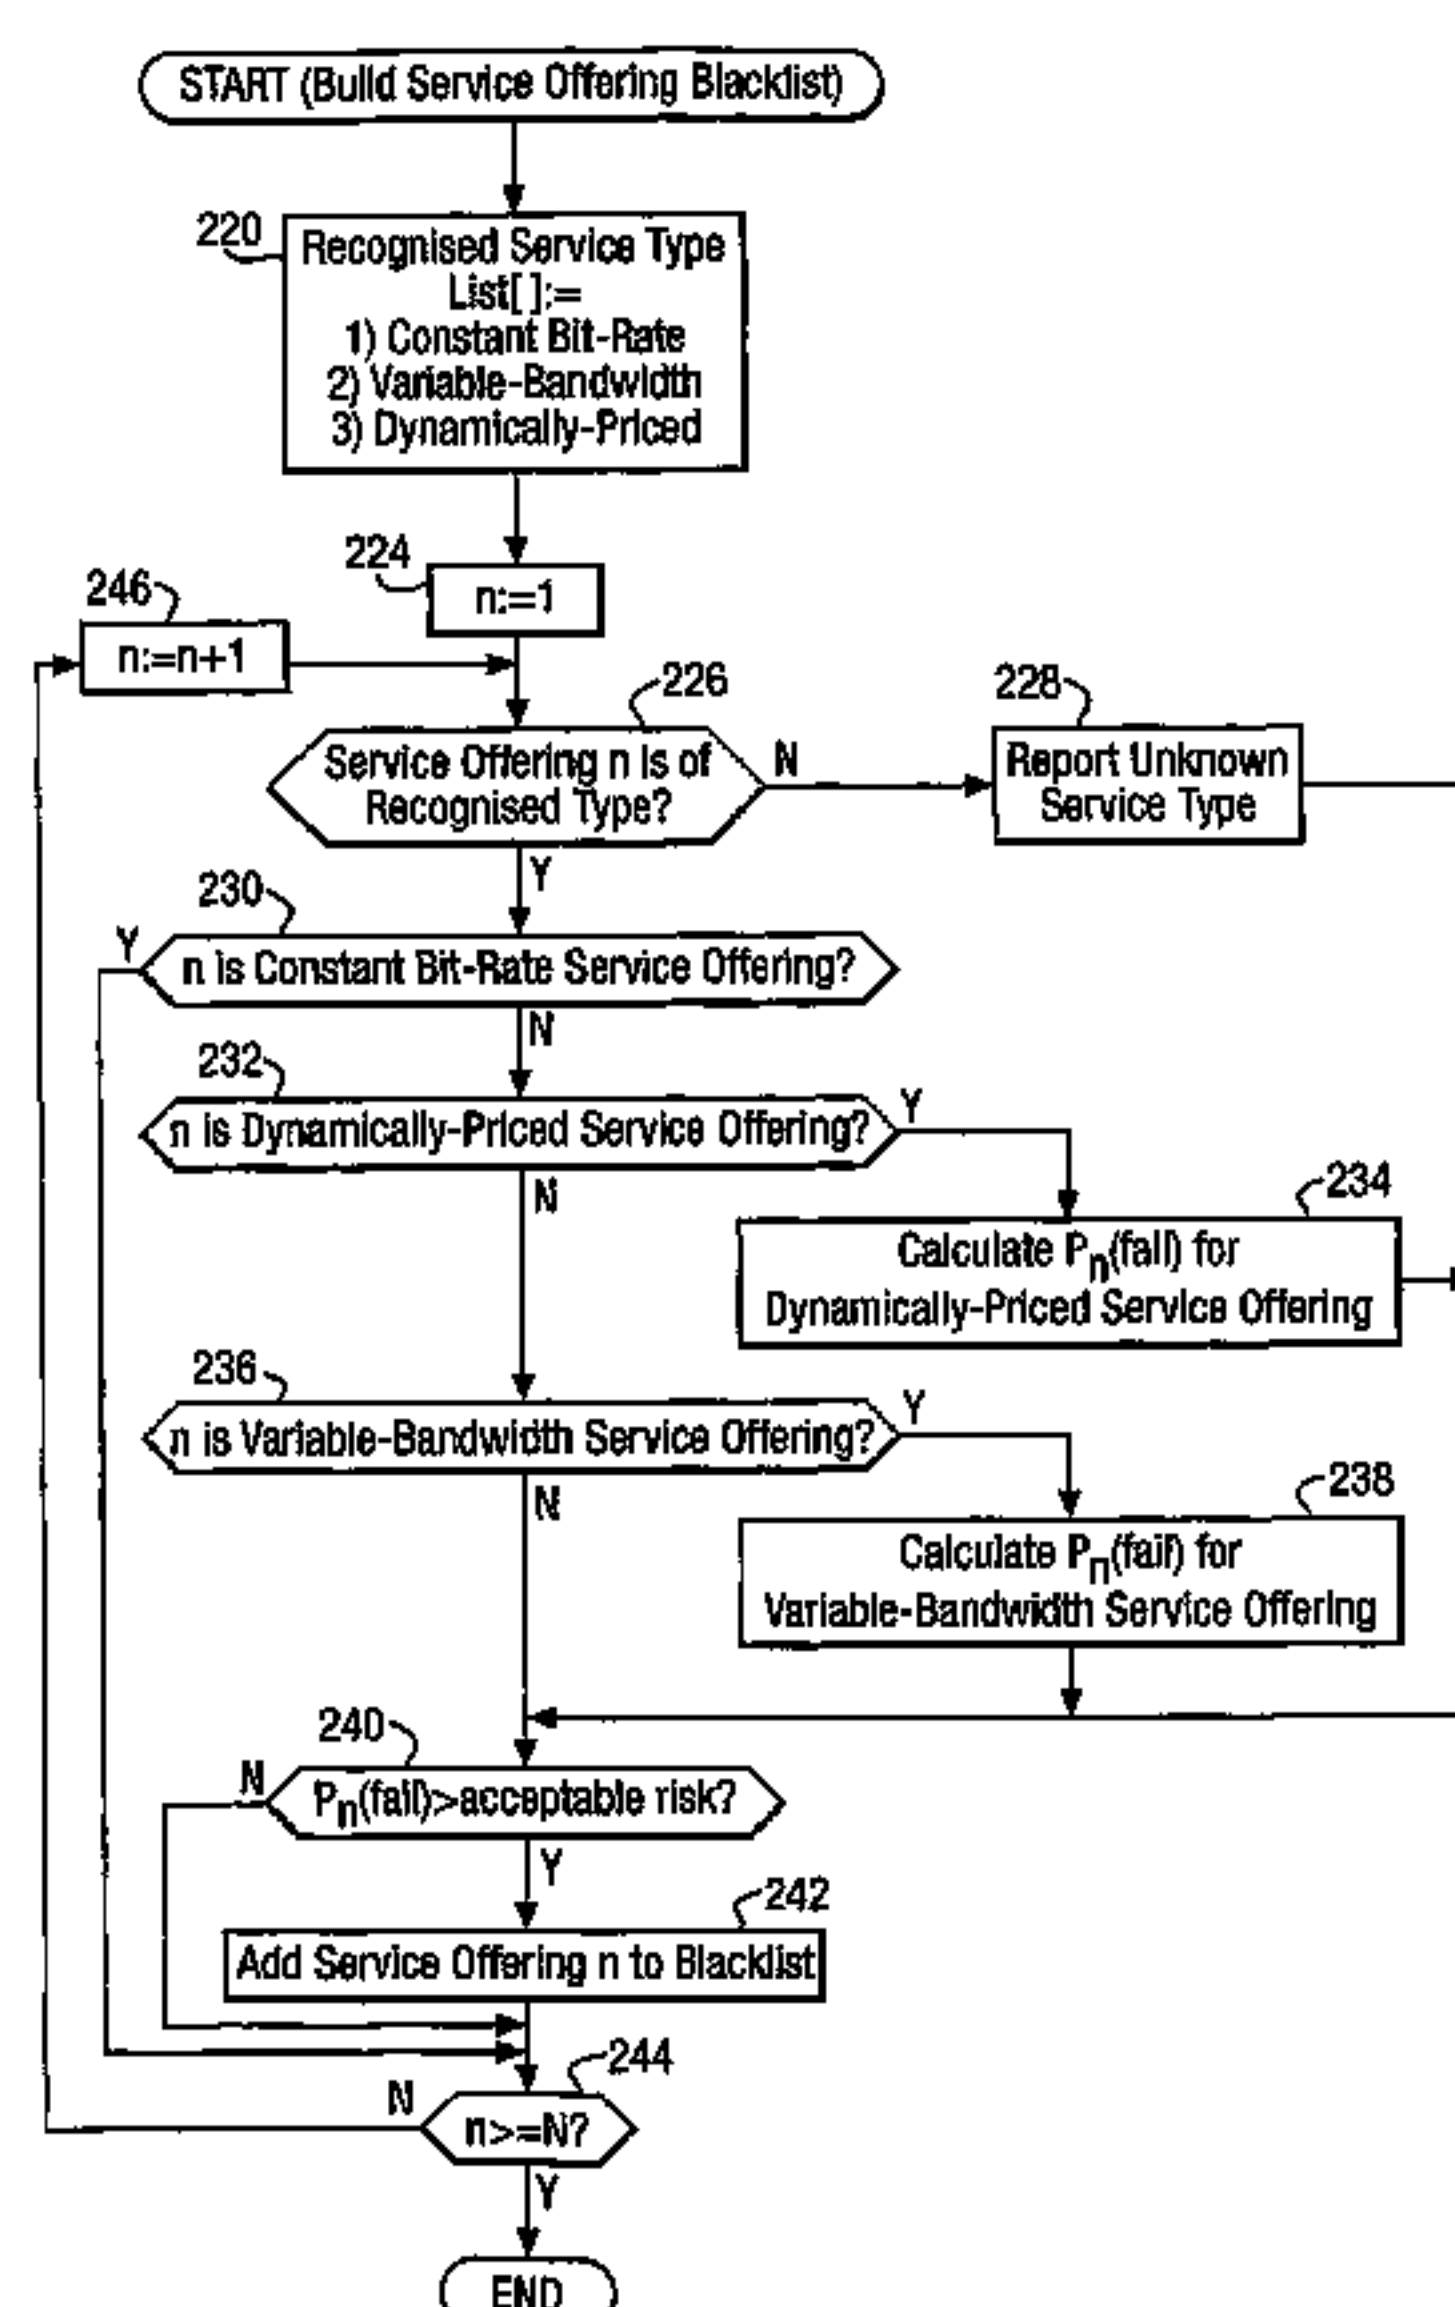 START (Build Service Offering Blacklist)
220
Recognised Service Type
List[ ]:=
1) Constant Bit-Rate
2) Variable-Bandwidth
3) Dynamically-Priced
224
n:=1
246
n:=n+1
226
Service Offering n is of
Recognised Type?
N
228
Report Unknown
Service Type
Y
230
Y
n is Constant Bit-Rate Service Offering?
N
232
n is Dynamically-Priced Service Offering?
Y
N
234
Calculate Pn(fail) for
Dynamically-Priced Service Offering
236
n is Variable-Bandwidth Service Offering?
Y
N
238
Calculate Pn(fail) for
Variable-Bandwidth Service Offering
240
N
Pn(fail)>acceptable risk?
Y
242
Add Service Offering n to Blacklist
244
N
n>=N?
Y
END